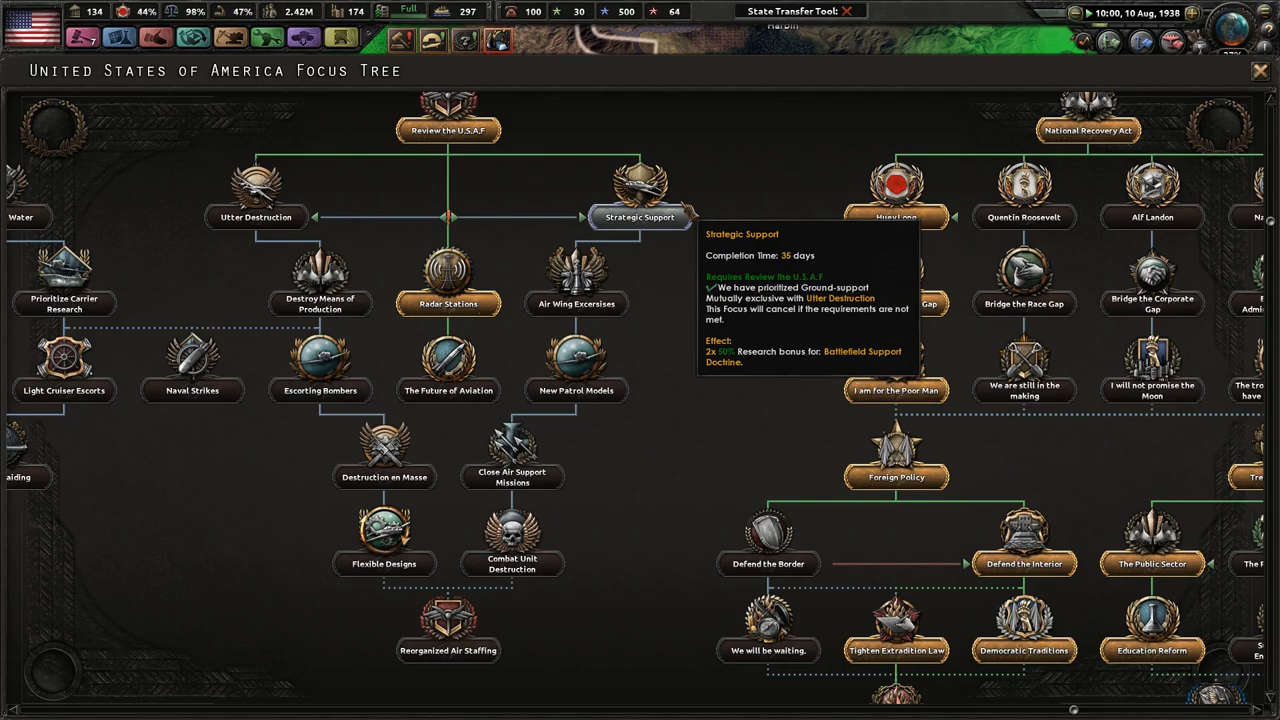 134 44% 98% 47% 2.42M 174 Full 297 100 30 500 64
State Transfer Tool:
10:00, 10 Aug, 1938
7
Harbin
United States of America Focus Tree
Review the U.S.A.F
National Recovery Act
Water
Utter Destruction
Strategic Support
Huey Long
Quentin Roosevelt
Alf Landon
Strategic Support
Completion Time: 35 days
Requires Review the U.S.A.F
We have prioritized Ground-support
Mutually exclusive with Utter Destruction
This Focus will cancel if the requirements are not
met.
Effect:
2x 50% Research bonus for: Battlefield Support
Doctrine.
Prioritize Carrier
Research
Destroy Means of
Production
Radar Stations
Air Wing Excersises
Gap
Bridge the Race Gap
Bridge the Corporate
Gap
Light Cruiser Escorts
Naval Strikes
Escorting Bombers
The Future of Aviation
New Patrol Models
I am for the Poor Man
We are still in the
making
I will not promise the
Moon
The tro
have
aiding
Destruction en Masse
Close Air Support
Missions
Foreign Policy
Tre
Flexible Designs
Combat Unit
Destruction
Defend the Border
Defend the Interior
The Public Sector
The P
Reorganized Air Staffing
We will be waiting.
Tighten Extradition Law
Democratic Traditions
Education Reform